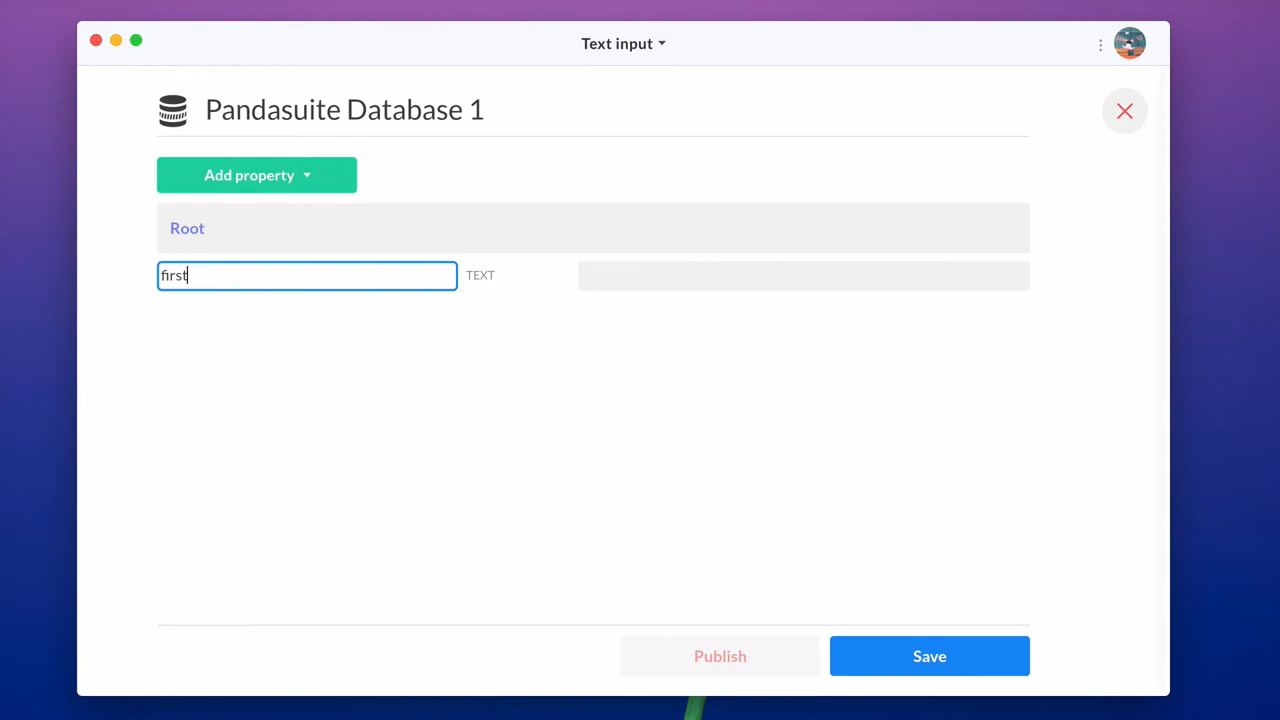 Text input
Pandasuite Database 1
Add property
Root
first
TEXT
Publish
Save